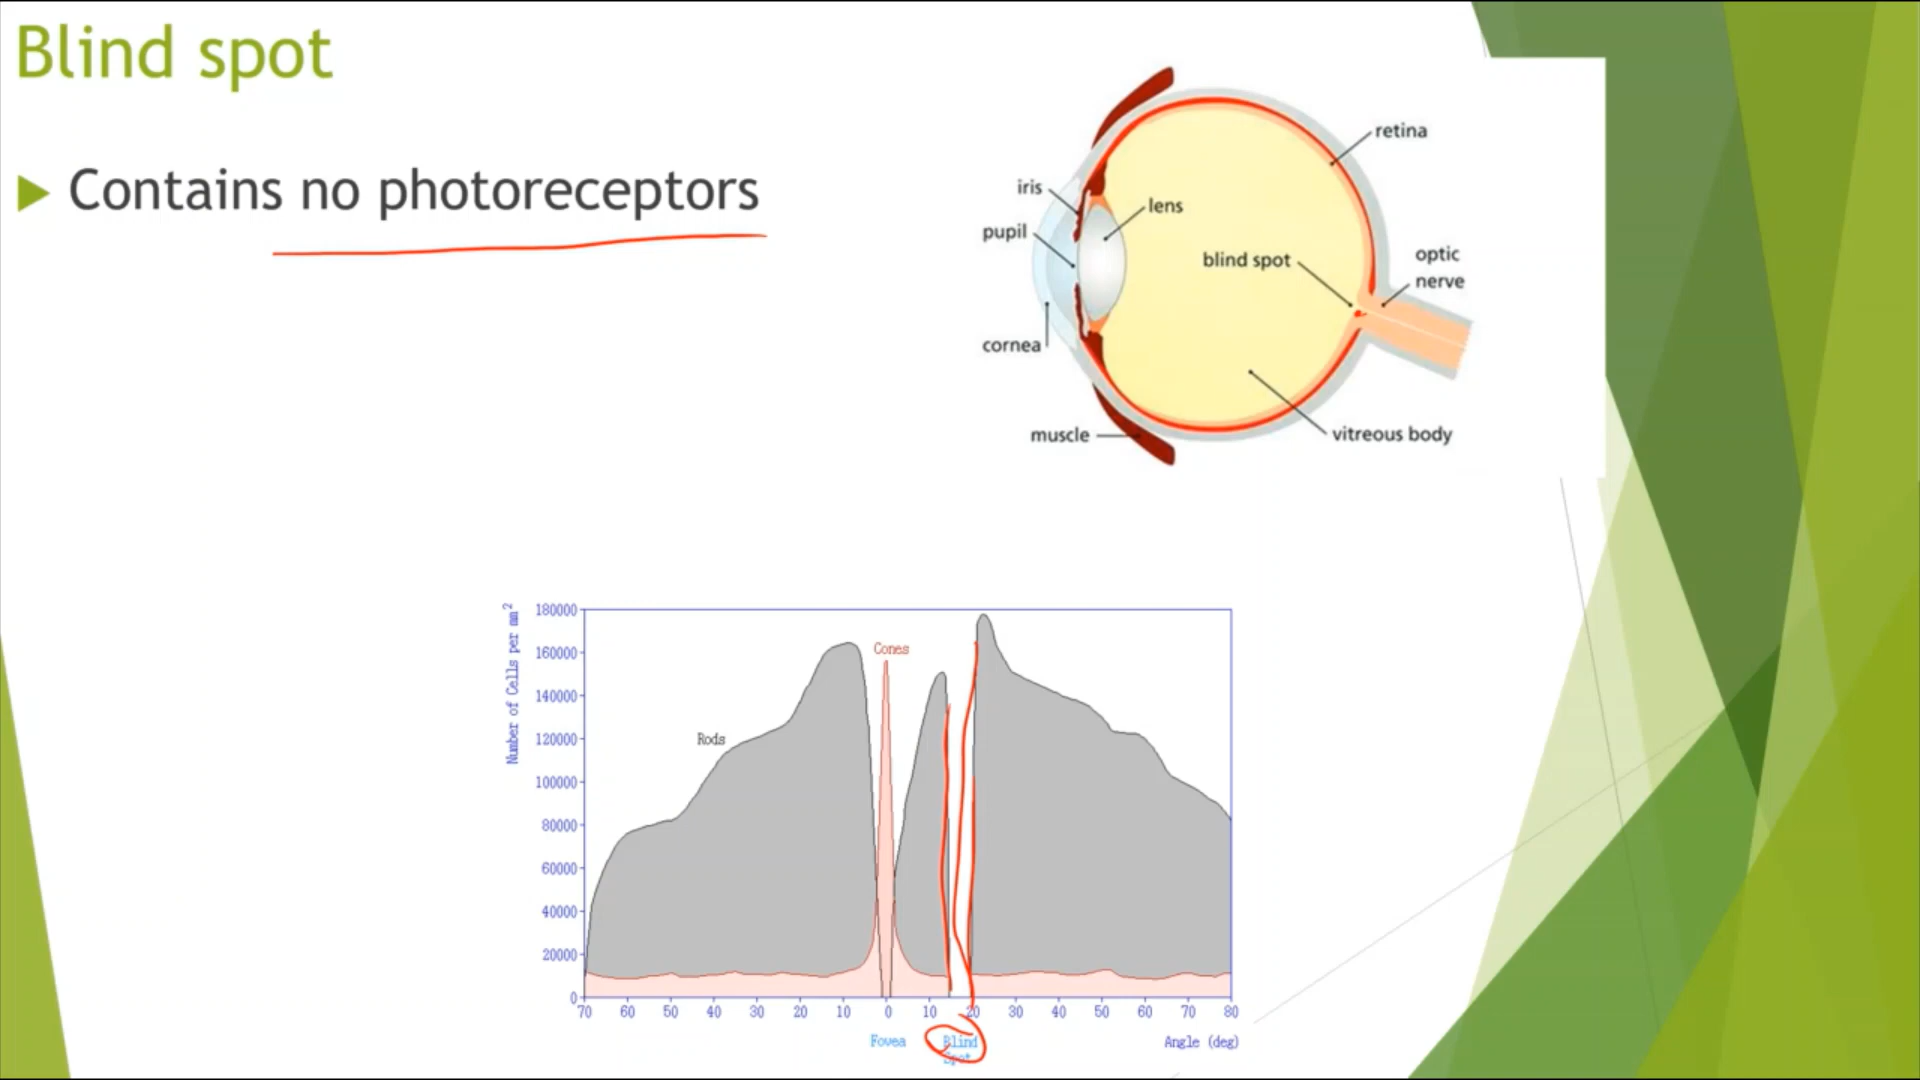 Blind spot
Contains no photoreceptors
retina
iris
lens
pupil
blind spot
optic
nerve
cornea
muscle
vitreous body
Number of Cells per mm²
180000
160000
140000
120000
100000
80000
60000
40000
20000
0
Cones
Rods
70 60 50 40 30 20 10 0 10 20 30 40 50 60 70 80
Fovea
Blind
Spot
Angle (deg)